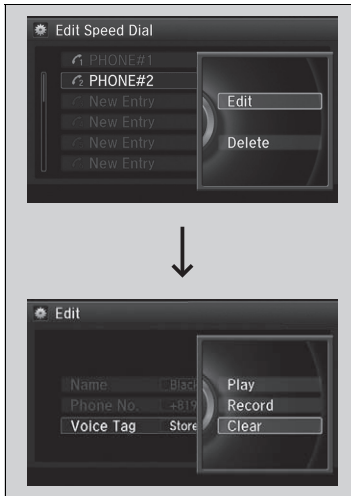 Edit Speed Dial
PHONE#1
PHONE#2
New Entry
New Entry
New Entry
New Entry
Edit
Delete
Edit
Name Black
Phone No. +819
Voice Tag Store
Play
Record
Clear